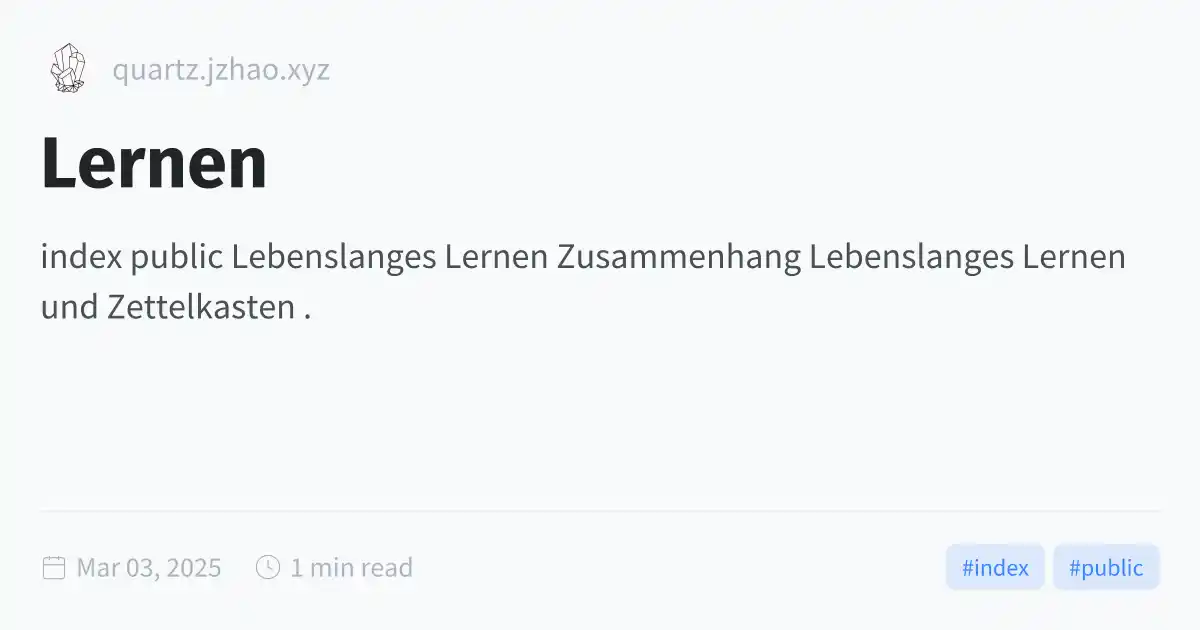 quartz.jzhao.xyz
Lernen
index public Lebenslanges Lernen Zusammenhang Lebenslanges Lernen
und Zettelkasten .
Mar 03, 2025 1 min read #index #public